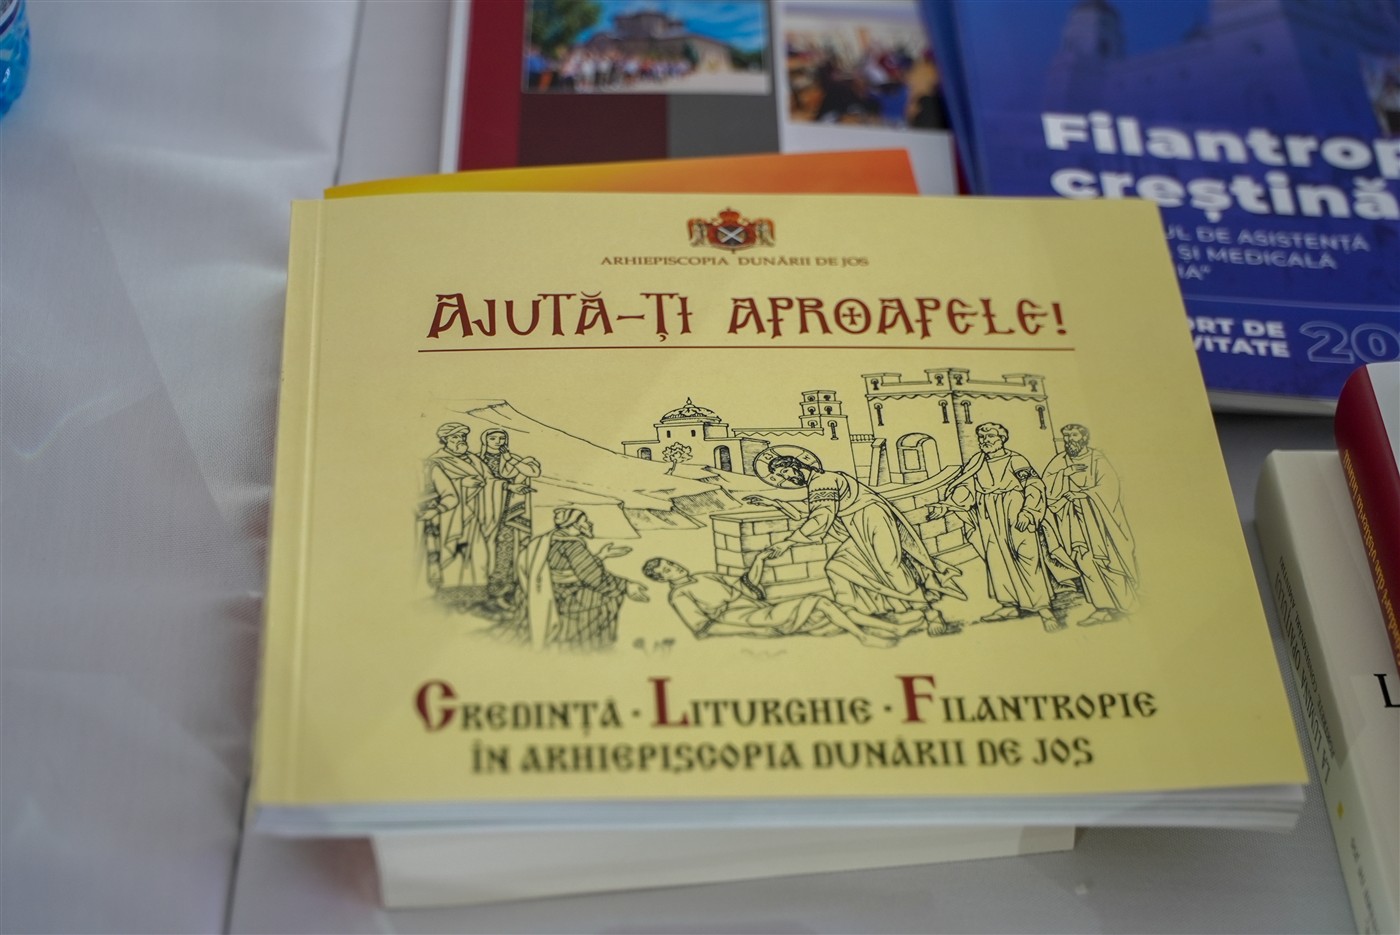 ARHIEPISCOPIA DUNĂRII DE JOS
AJUTĂ-ȚI APROAPELE!
CREDINȚĂ · LITURGHIE · FILANTROPIE
ÎN ARHIEPISCOPIA DUNĂRII DE JOS
Filantrop
creștină
UL DE ASISTENȚĂ
ȘI MEDICALĂ
IA"
ORT DE
VITATE 20
L